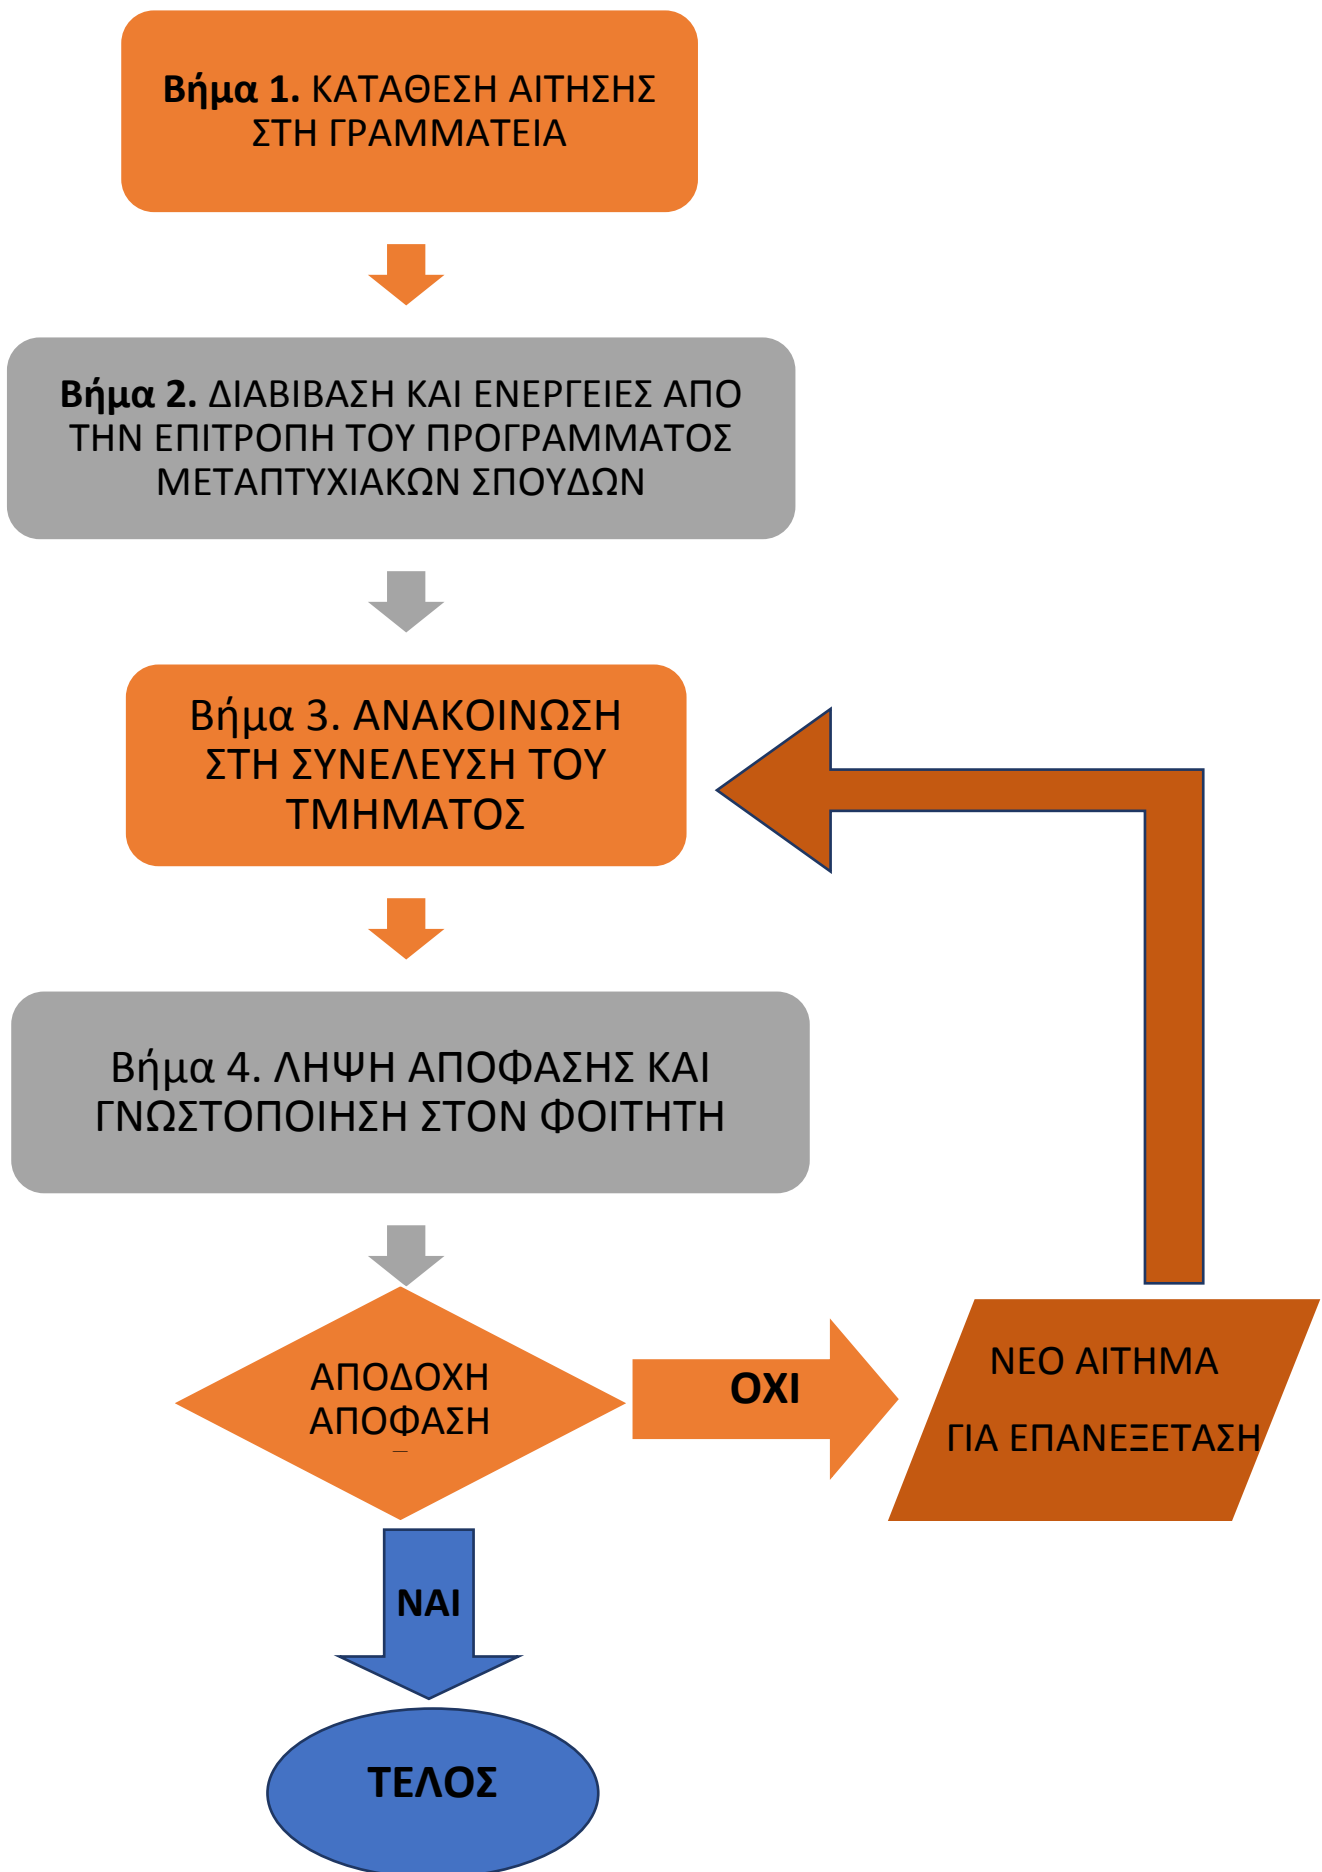 Βήμα 1. ΚΑΤΑΘΕΣΗ ΑΙΤΗΣΗΣ
ΣΤΗ ΓΡΑΜΜΑΤΕΙΑ
Βήμα 2. ΔΙΑΒΙΒΑΣΗ ΚΑΙ ΕΝΕΡΓΕΙΕΣ ΑΠΟ
ΤΗΝ ΕΠΙΤΡΟΠΗ ΤΟΥ ΠΡΟΓΡΑΜΜΑΤΟΣ
ΜΕΤΑΠΤΥΧΙΑΚΩΝ ΣΠΟΥΔΩΝ
Βήμα 3. ΑΝΑΚΟΙΝΩΣΗ
ΣΤΗ ΣΥΝΕΛΕΥΣΗ ΤΟΥ
ΤΜΗΜΑΤΟΣ
Βήμα 4. ΛΗΨΗ ΑΠΟΦΑΣΗΣ ΚΑΙ
ΓΝΩΣΤΟΠΟΙΗΣΗ ΣΤΟΝ ΦΟΙΤΗΤΗ
ΑΠΟΔΟΧΗ
ΑΠΟΦΑΣΗ
ΟΧΙ
ΝΕΟ ΑΙΤΗΜΑ
ΓΙΑ ΕΠΑΝΕΞΕΤΑΣΗ
ΝΑΙ
ΤΕΛΟΣ